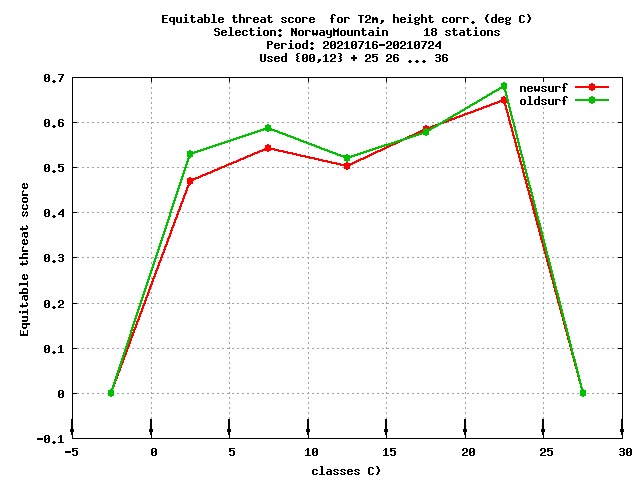 Equitable threat score  for T2m, height corr. (deg C)
Selection: NorwayMountain     18 stations
Period: 20210716-20210724
Used {00,12} + 25 26 ... 36
0.7
newsurf
oldsurf
0.6
0.5
0.4
0.3
0.2
0.1
0
-0.1
Equitable threat score
-5 0 5 10 15 20 25 30
classes C)